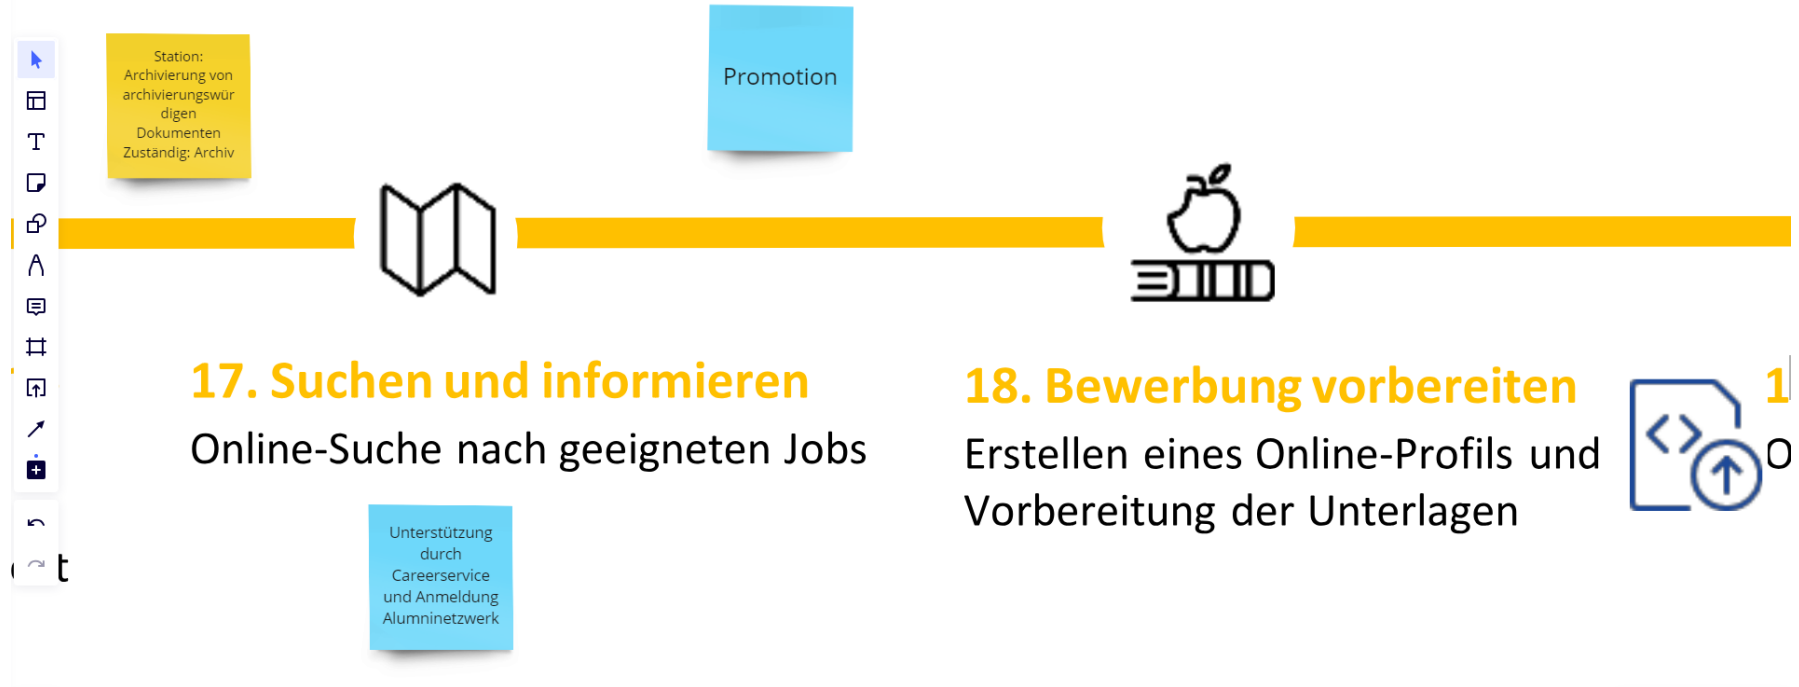 Station:
Archivierung von
archivierungswür
digen
Dokumenten
Zuständig: Archiv
Promotion
17. Suchen und informieren
Online-Suche nach geeigneten Jobs
18. Bewerbung vorbereiten
Erstellen eines Online-Profils und
Vorbereitung der Unterlagen
1
O
t
Unterstützung
durch
Careerservice
und Anmeldung
Alumninetzwerk